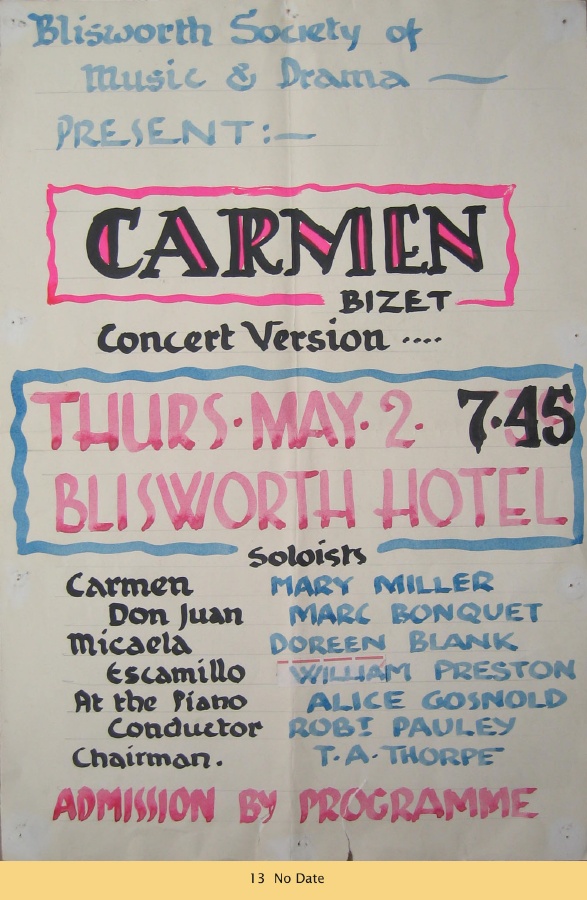 Blisworth Society of
Music & Drama —
PRESENT:—
CARMEN
BIZET
Concert Version ....
THURS·MAY·2· 7·45
BLISWORTH HOTEL
Soloists
Carmen MARY MILLER
Don Juan MARC BONQUET
Micaela DOREEN BLANK
Escamillo WILLIAM PRESTON
At the Piano ALICE GOSNOLD
Conductor ROBT PAULEY
Chairman. T·A·THORPE
ADMISSION BY PROGRAMME
13 No Date